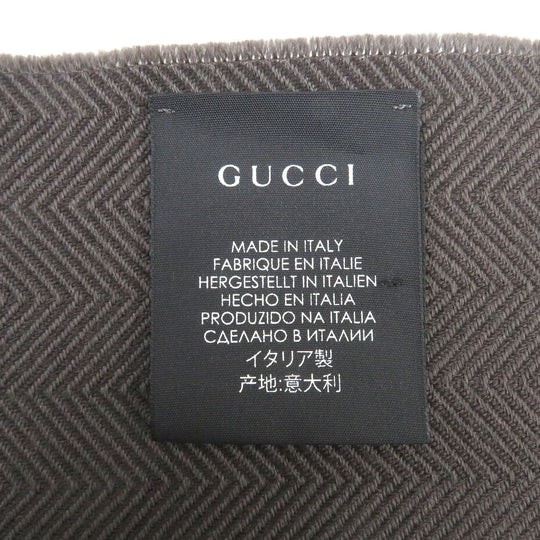 GUCCI
MADE IN ITALY
FABRIQUE EN ITALIE
HERGESTELLT IN ITALIEN
HECHO EN ITALIA
PRODUZIDO NA ITALIA
СДЕЛАНО В ИТАЛИИ
イタリア製
产地:意大利